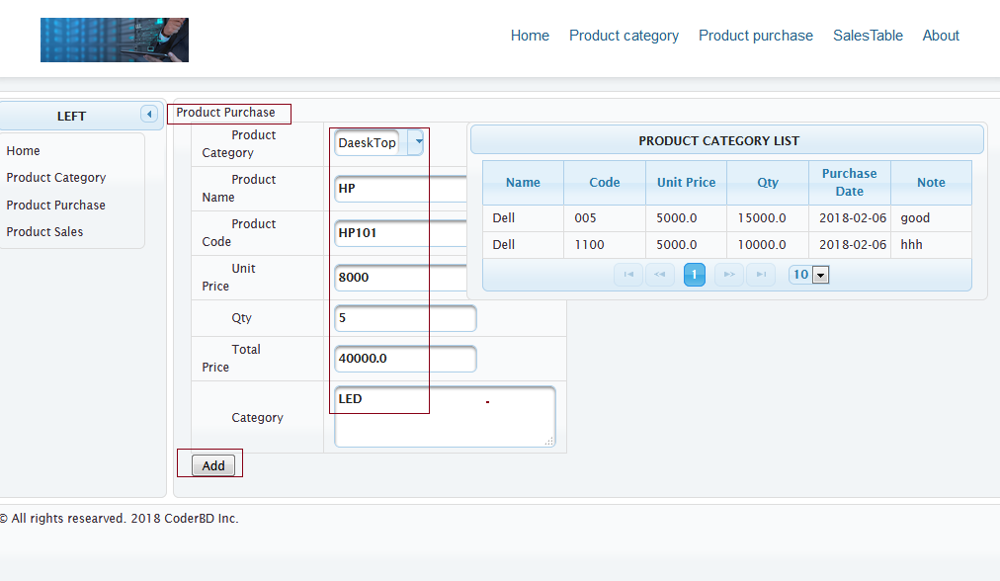 Home Product category Product purchase SalesTable About
LEFT
Home
Product Category
Product Purchase
Product Sales
Product Purchase
Product
Category
DaeskTop
Product
Name
HP
Product
Code
HP101
Unit
Price
8000
Qty
5
Total
Price
40000.0
Category
LED
Add
PRODUCT CATEGORY LIST
Name Code Unit Price Qty Purchase Date Note
Dell 005 5000.0 15000.0 2018-02-06 good
Dell 1100 5000.0 10000.0 2018-02-06 hhh
1 10
© All rights researved. 2018 CoderBD Inc.